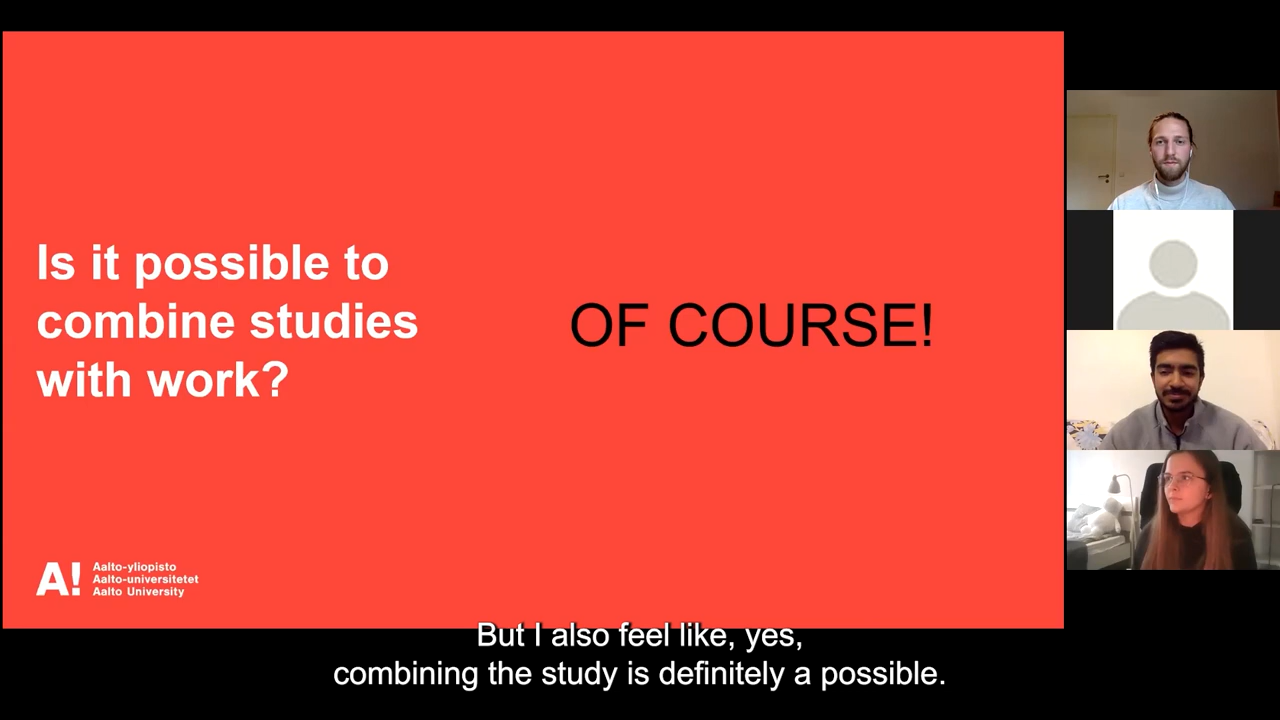 Is it possible to
combine studies
with work?
OF COURSE!
A!
Aalto-yliopisto
Aalto-universitetet
Aalto University
But I also feel like, yes,
combining the study is definitely a possible.